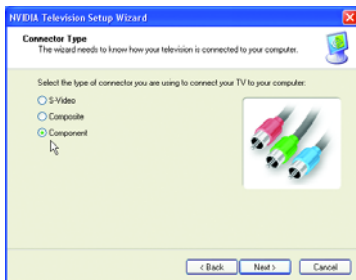 NVIDIA Television Setup Wizard
Connector Type
The wizard needs to know how your television is connected to your computer.
Select the type of connector you are using to connect your TV to your computer:
S-Video
Composite
Component
< Back
Next >
Cancel